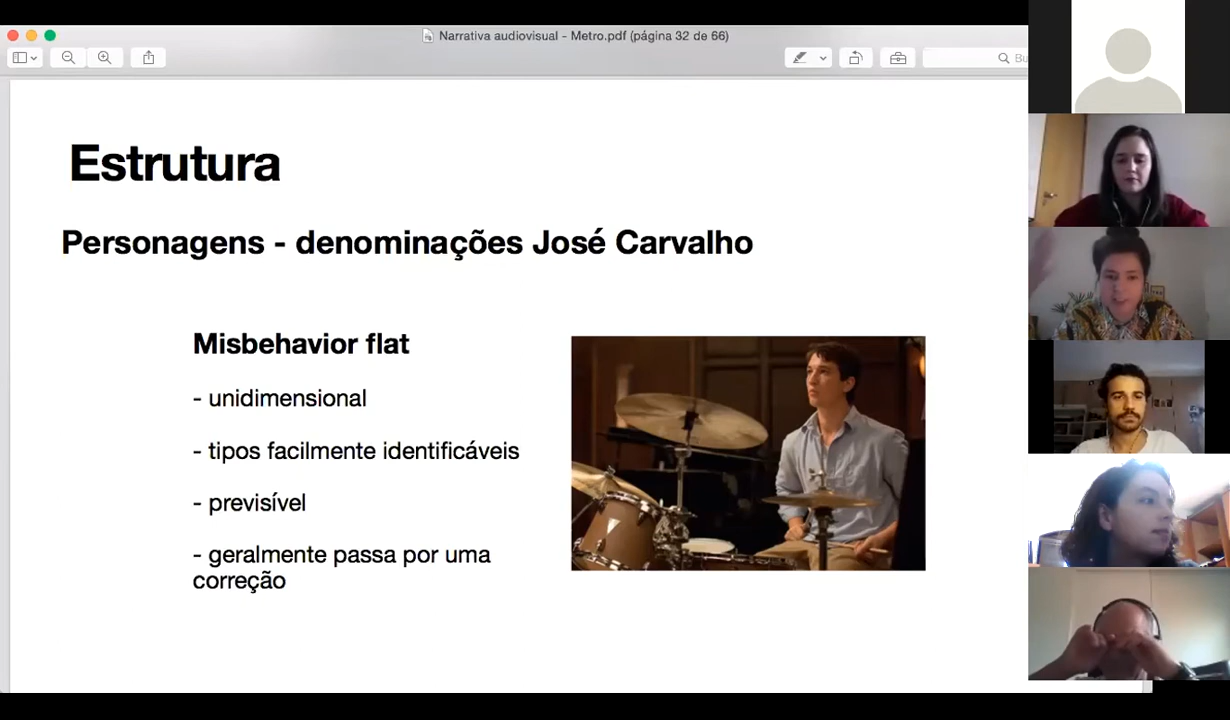 Narrativa audiovisual - Metro.pdf (página 32 de 66)
Bu
Estrutura
Personagens - denominações José Carvalho
Misbehavior flat
- unidimensional
- tipos facilmente identificáveis
- previsível
- geralmente passa por uma
correção